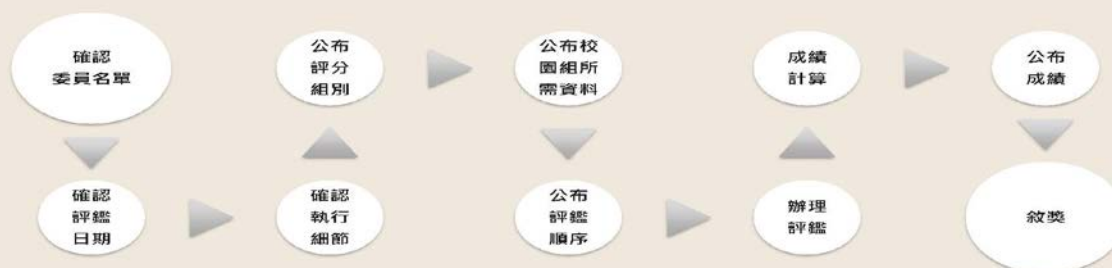 確認
委員名單
確認
評鑑
日期
確認
執行
細節
公布
評分
組別
公布校
園組所
需資料
公布
評鑑
順序
辦理
評鑑
成績
計算
公布
成績
敘獎